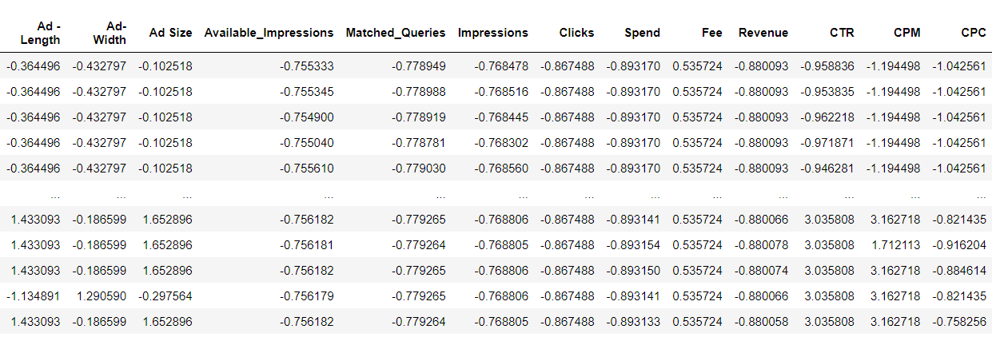 Ad - Length Ad- Width Ad Size Available_Impressions Matched_Queries Impressions Clicks Spend Fee Revenue CTR CPM CPC
-0.364496 -0.432797 -0.102518 -0.755333 -0.778949 -0.768478 -0.867488 -0.893170 0.535724 -0.880093 -0.958836 -1.194498 -1.042561
-0.364496 -0.432797 -0.102518 -0.755345 -0.778988 -0.768516 -0.867488 -0.893170 0.535724 -0.880093 -0.953835 -1.194498 -1.042561
-0.364496 -0.432797 -0.102518 -0.754900 -0.778919 -0.768445 -0.867488 -0.893170 0.535724 -0.880093 -0.962218 -1.194498 -1.042561
-0.364496 -0.432797 -0.102518 -0.755040 -0.778781 -0.768302 -0.867488 -0.893170 0.535724 -0.880093 -0.971871 -1.194498 -1.042561
-0.364496 -0.432797 -0.102518 -0.755610 -0.779030 -0.768560 -0.867488 -0.893170 0.535724 -0.880093 -0.946281 -1.194498 -1.042561
... ... ... ... ... ... ... ... ... ... ... ... ...
1.433093 -0.186599 1.652896 -0.756182 -0.779265 -0.768806 -0.867488 -0.893141 0.535724 -0.880066 3.035808 3.162718 -0.821435
1.433093 -0.186599 1.652896 -0.756181 -0.779264 -0.768805 -0.867488 -0.893154 0.535724 -0.880078 3.035808 1.712113 -0.916204
1.433093 -0.186599 1.652896 -0.756182 -0.779265 -0.768806 -0.867488 -0.893150 0.535724 -0.880074 3.035808 3.162718 -0.884614
-1.134891 1.290590 -0.297564 -0.756179 -0.779265 -0.768806 -0.867488 -0.893141 0.535724 -0.880066 3.035808 3.162718 -0.821435
1.433093 -0.186599 1.652896 -0.756182 -0.779264 -0.768805 -0.867488 -0.893133 0.535724 -0.880058 3.035808 3.162718 -0.758256